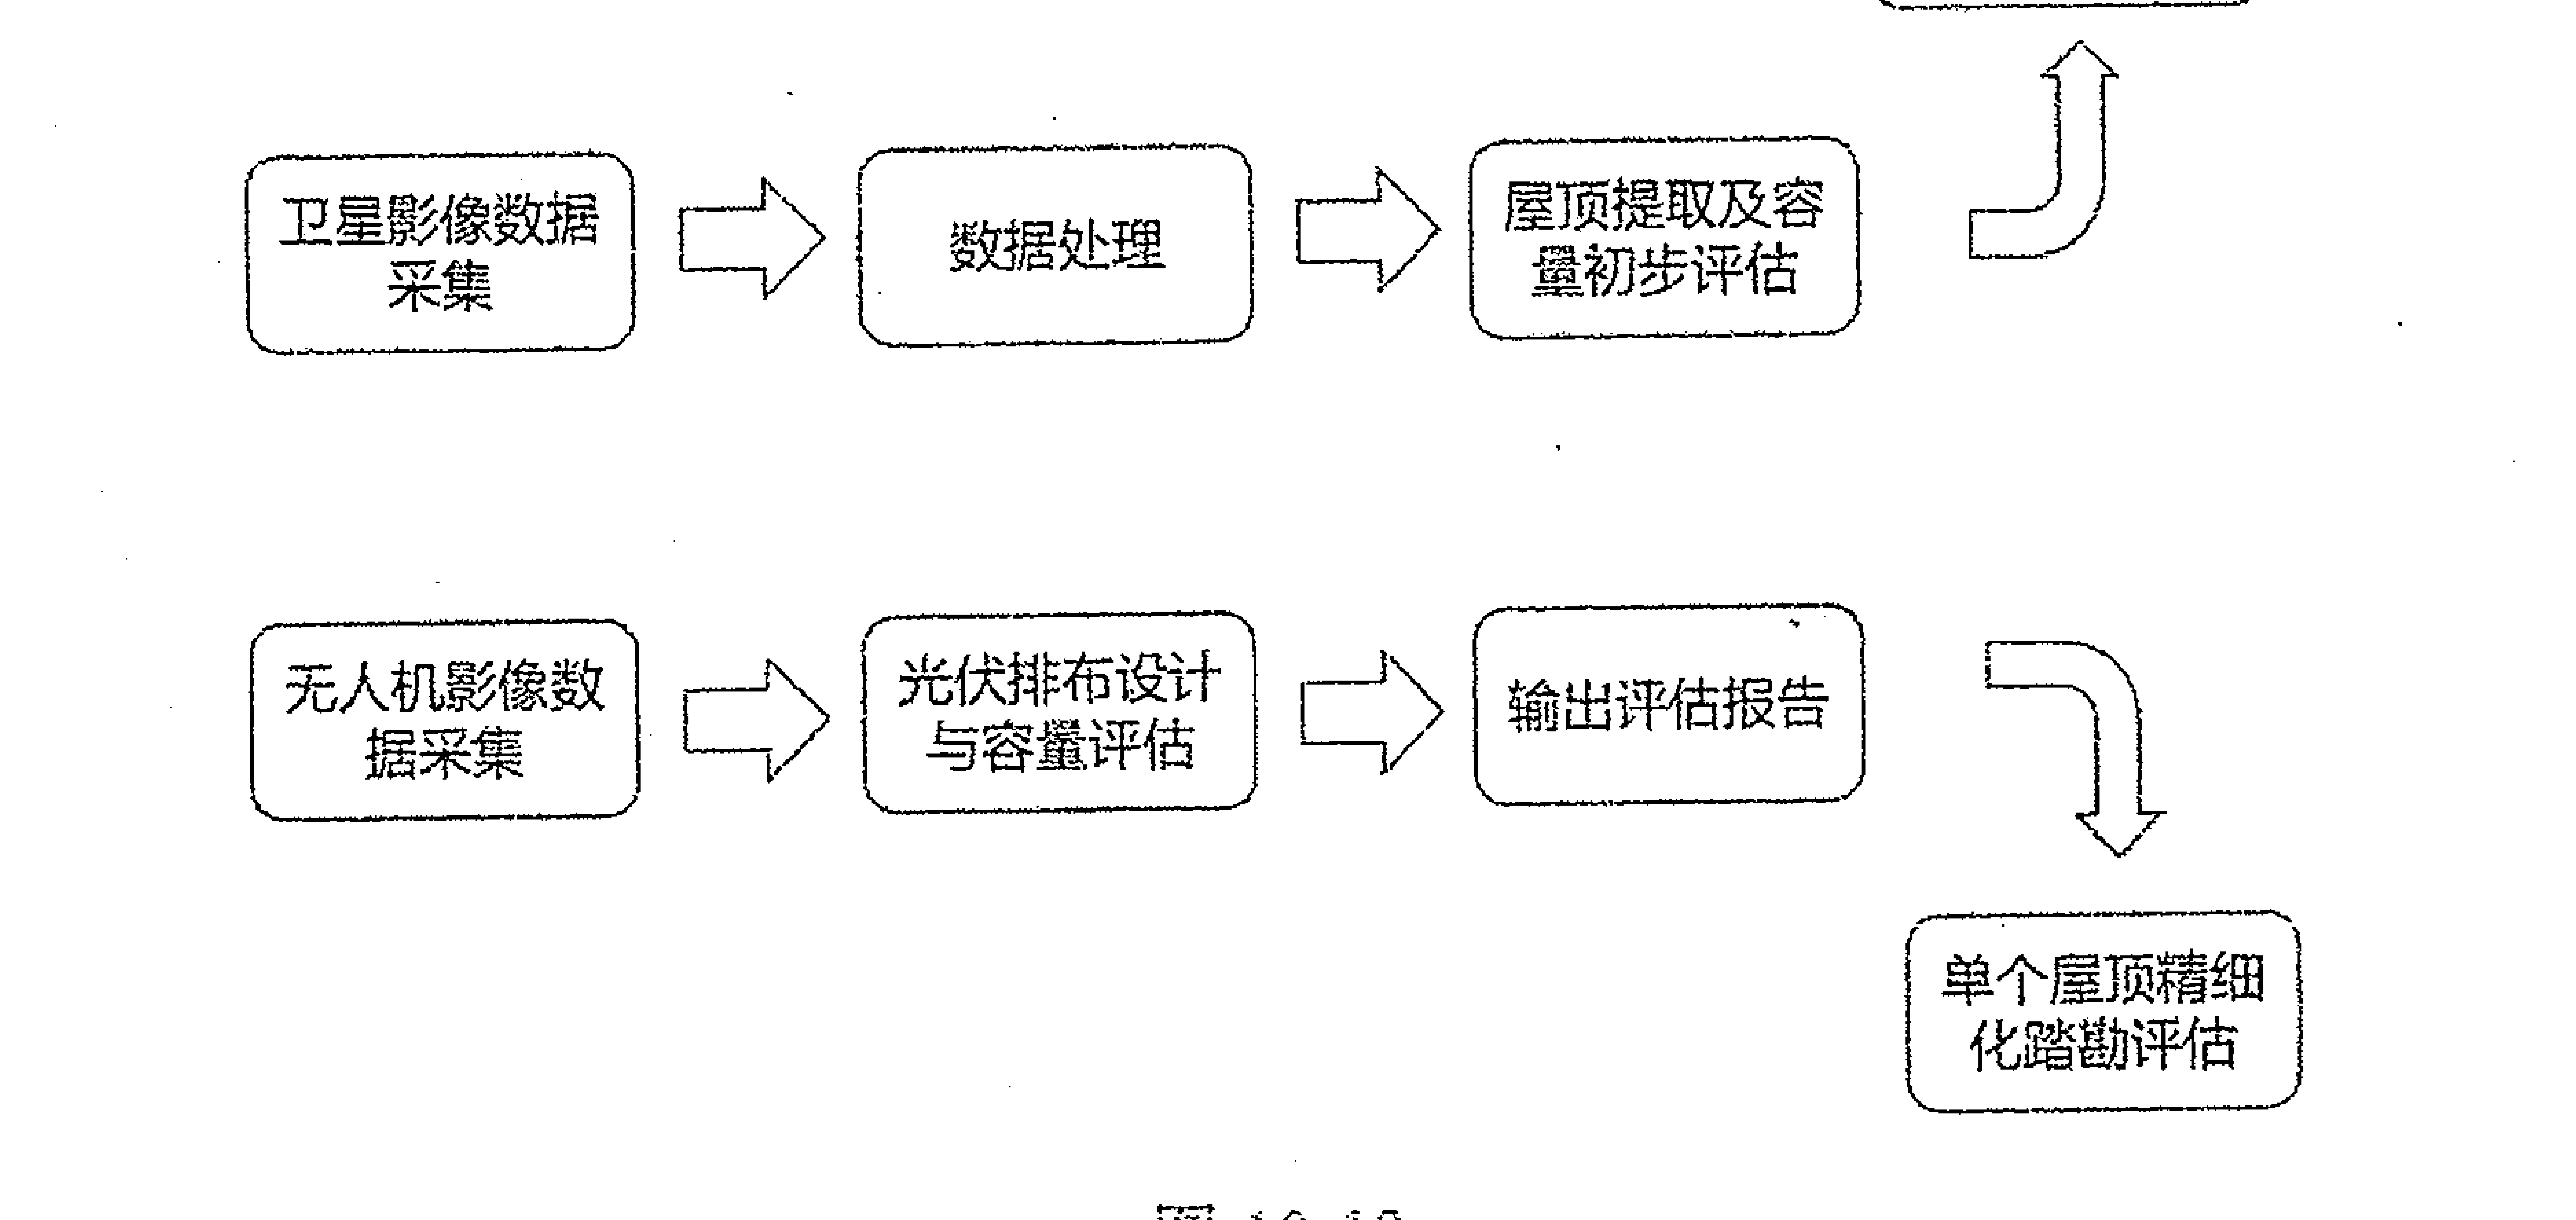 卫星影像数据
采集
数据处理
屋顶提取及容
量初步评估
无人机影像数
据采集
光伏排布设计
与容量评估
输出评估报告
单个屋顶精细
化踏勘评估